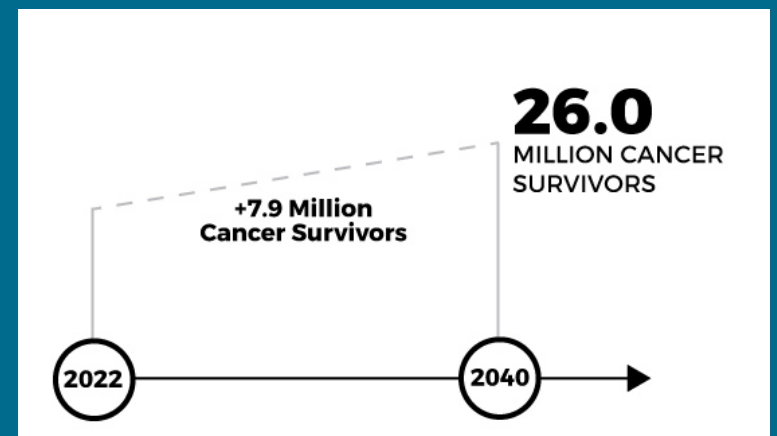 26.0
MILLION CANCER
SURVIVORS
+7.9 Million
Cancer Survivors
2022
2040